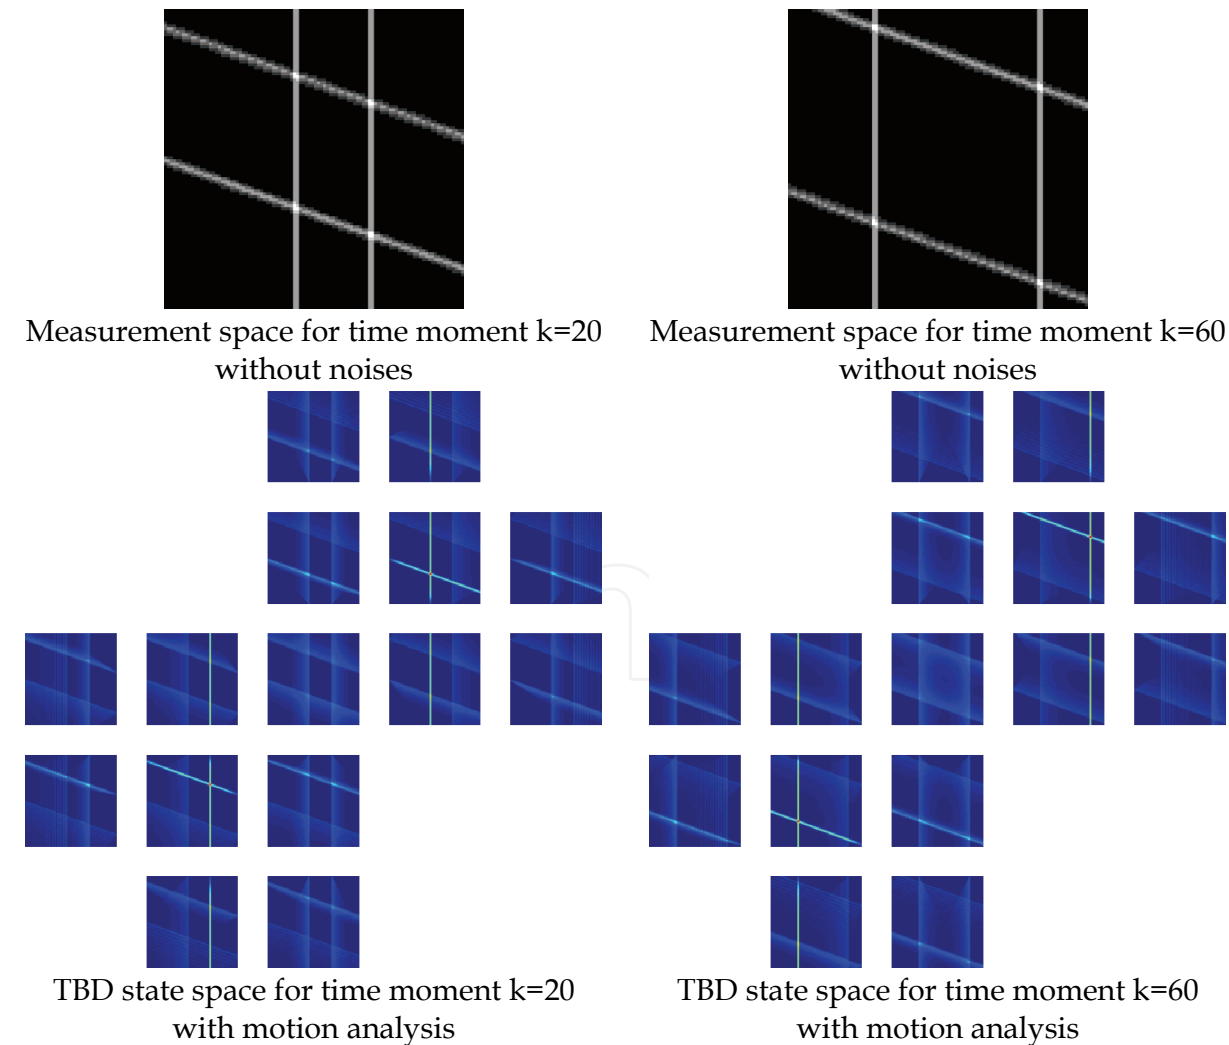 Measurement space for time moment k=20
without noises
Measurement space for time moment k=60
without noises
TBD state space for time moment k=20
with motion analysis
TBD state space for time moment k=60
with motion analysis